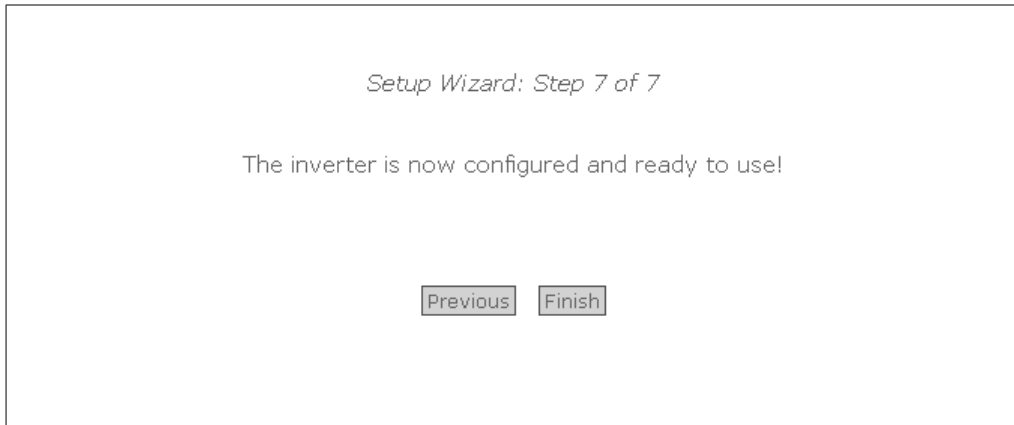 Setup Wizard: Step 7 of 7
The inverter is now configured and ready to use!
Previous Finish